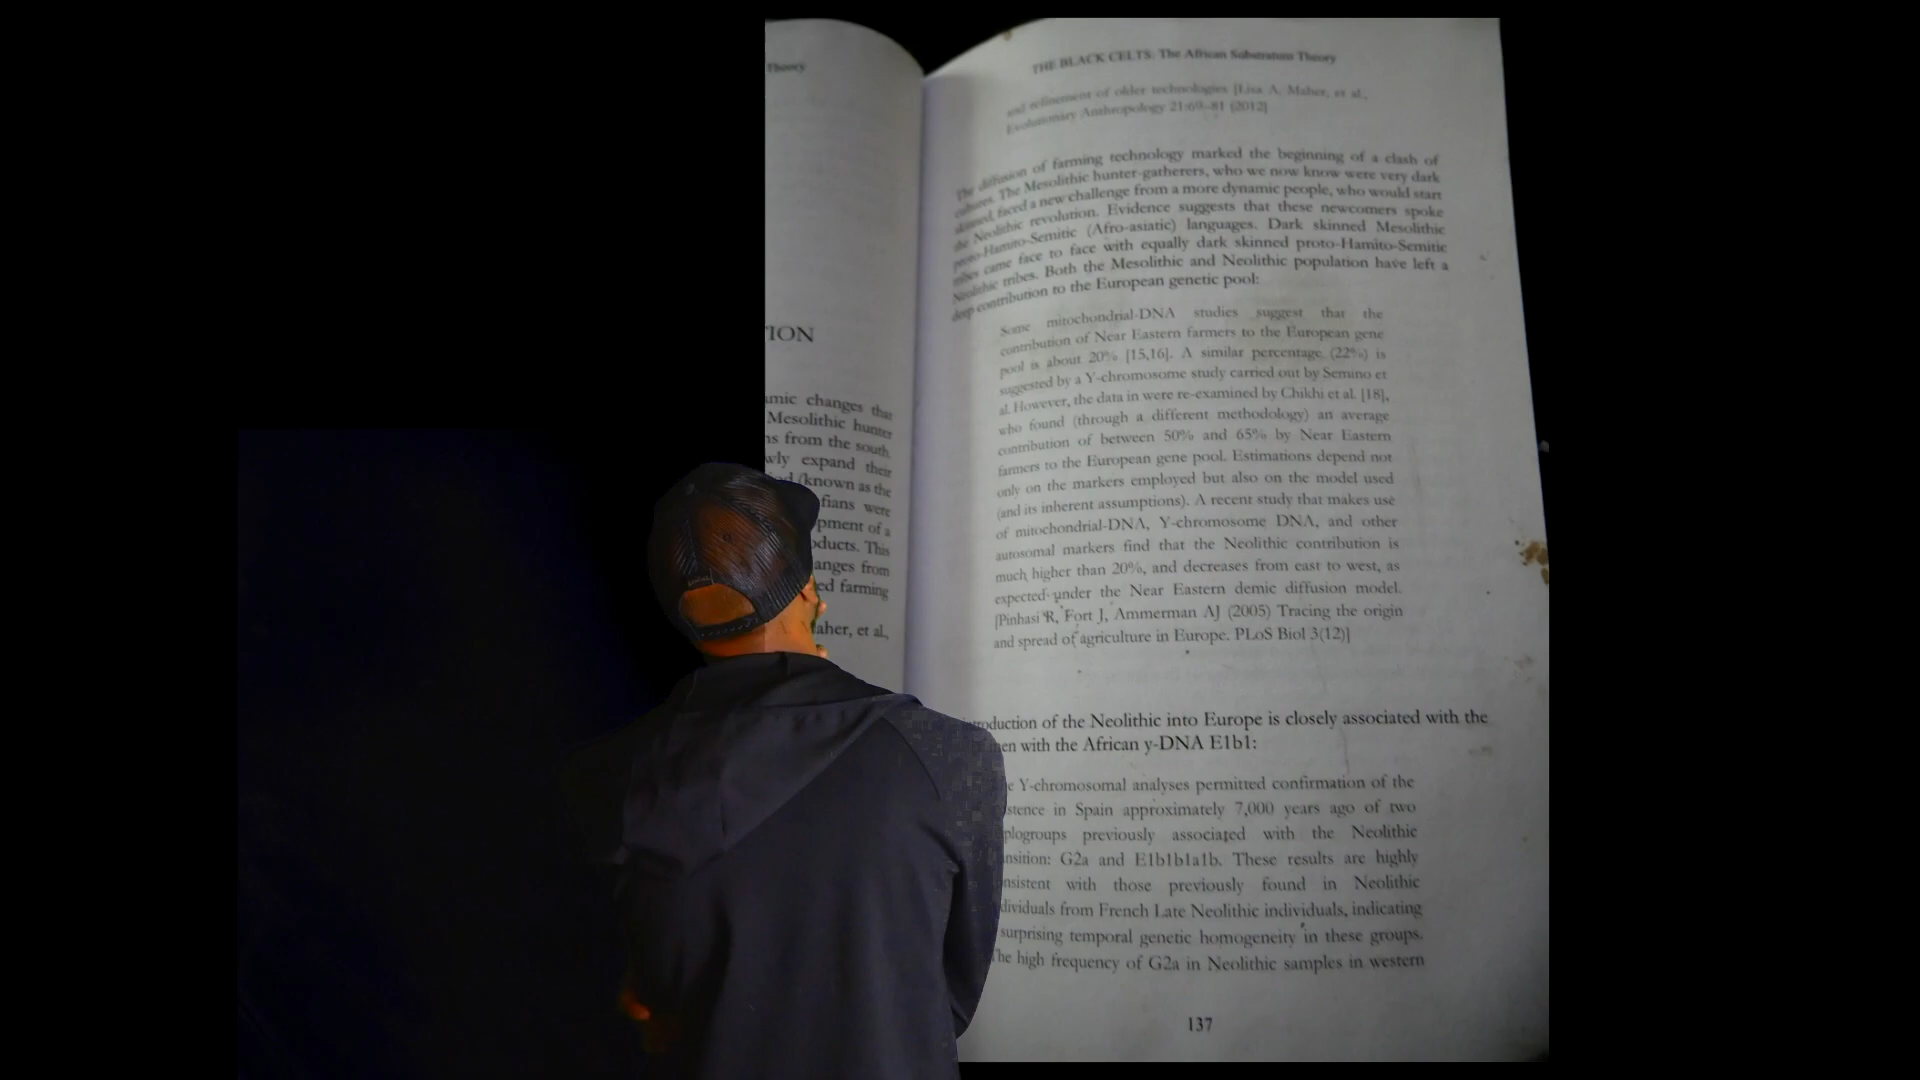 Theory
TION
amic changes that
Mesolithic hunter
ns from the south.
wly expand their
(known as the
fians were
pment of a
oducts. This
anges from
ed farming
laher, et al.,
THE BLACK CELTS: The African Substratum Theory
and refinement of older technologies [Lisa A. Maher, et al.,
Evolutionary Anthropology 21:69–81 (2012]
The diffusion of farming technology marked the beginning of a clash of
cultures. The Mesolithic hunter-gatherers, who we now know were very dark
skinned, faced a new challenge from a more dynamic people, who would start
the Neolithic revolution. Evidence suggests that these newcomers spoke
proto-Hamito-Semitic (Afro-asiatic) languages. Dark skinned Mesolithic
tribes came face to face with equally dark skinned proto-Hamito-Semitic
Neolithic tribes. Both the Mesolithic and Neolithic population have left a
deep contribution to the European genetic pool:
Some mitochondrial-DNA studies suggest that the
contribution of Near Eastern farmers to the European gene
pool is about 20% [15,16]. A similar percentage (22%) is
suggested by a Y-chromosome study carried out by Semino et
al. However, the data in were re-examined by Chikhi et al. [18],
who found (through a different methodology) an average
contribution of between 50% and 65% by Near Eastern
farmers to the European gene pool. Estimations depend not
only on the markers employed but also on the model used
(and its inherent assumptions). A recent study that makes use
of mitochondrial-DNA, Y-chromosome DNA, and other
autosomal markers find that the Neolithic contribution is
much higher than 20%, and decreases from east to west, as
expected under the Near Eastern demic diffusion model.
[Pinhasi R, Fort J, Ammerman AJ (2005) Tracing the origin
and spread of agriculture in Europe. PLoS Biol 3(12)]
introduction of the Neolithic into Europe is closely associated with the
men with the African y-DNA E1b1:
e Y-chromosomal analyses permitted confirmation of the
stence in Spain approximately 7,000 years ago of two
plogroups previously associated with the Neolithic
nsition: G2a and E1b1b1a1b. These results are highly
nsistent with those previously found in Neolithic
dividuals from French Late Neolithic individuals, indicating
surprising temporal genetic homogeneity in these groups.
The high frequency of G2a in Neolithic samples in western
137